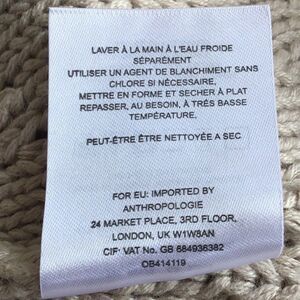 LAVER À LA MAIN À L'EAU FROIDE
SÉPARÉMENT
UTILISER UN AGENT DE BLANCHIMENT SANS
CHLORE SI NÉCESSAIRE,
METTRE EN FORME ET SECHER À PLAT
REPASSER, AU BESOIN, À TRÉS BASSE
TEMPÉRATURE.
PEUT-ÊTRE ÊTRE NETTOYÉE A SEC
FOR EU: IMPORTED BY
ANTHROPOLOGIE
24 MARKET PLACE, 3RD FLOOR,
LONDON, UK W1W8AN
CIF VAT No. GB 684936382
OB414119